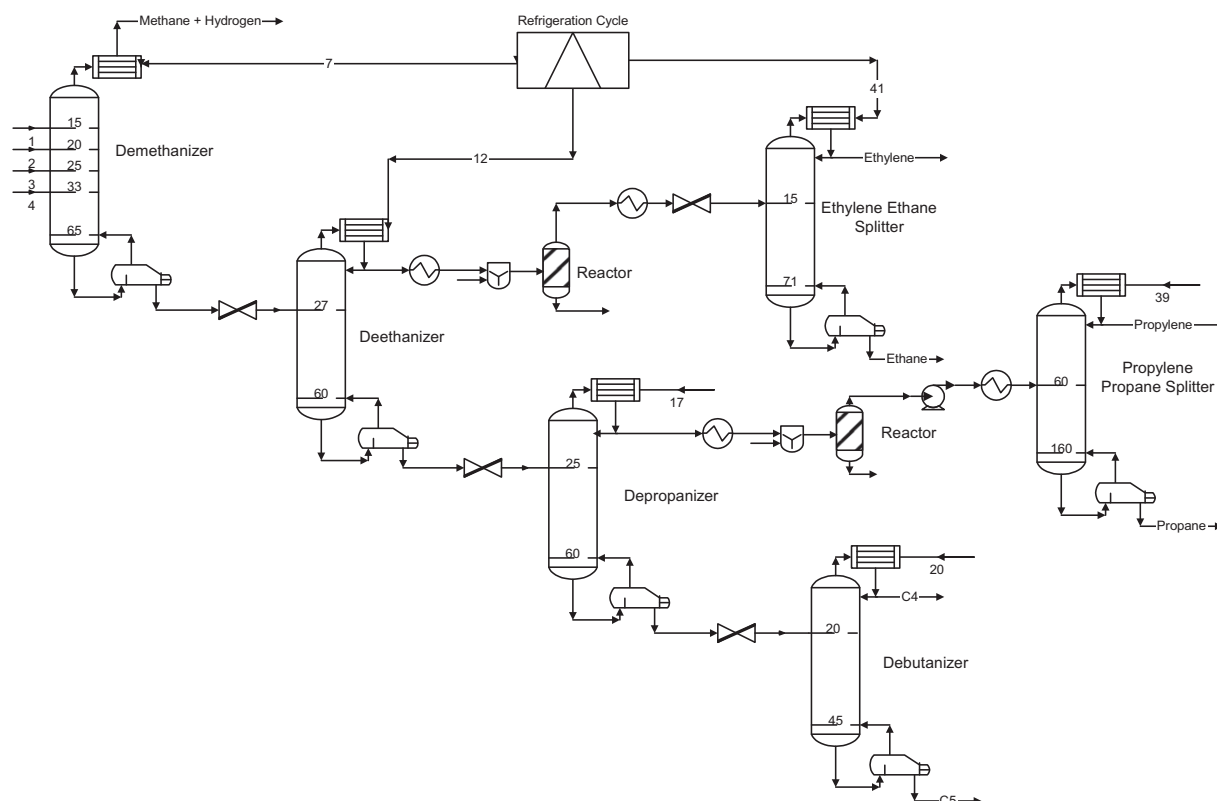 Methane + Hydrogen
Refrigeration Cycle
7
41
15
1
20
2
25
3
33
4
65
Demethanizer
12
Ethylene
15
Ethylene Ethane
Splitter
71
Ethane
Reactor
27
Deethanizer
60
39
Propylene
Propylene
Propane Splitter
60
160
Propane
17
Reactor
25
Depropanizer
60
20
C4
20
Debutanizer
45
C5